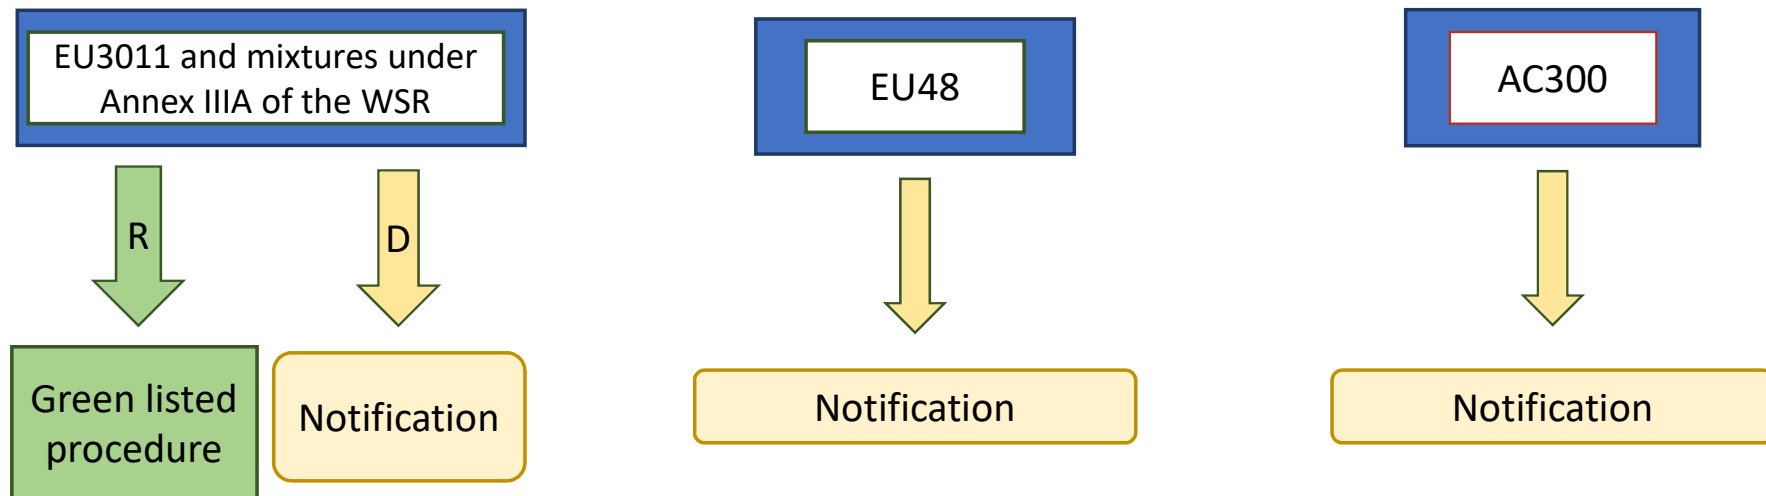 EU3011 and mixtures under
Annex IIIA of the WSR
EU48
AC300
R
D
Green listed
procedure
Notification
Notification
Notification